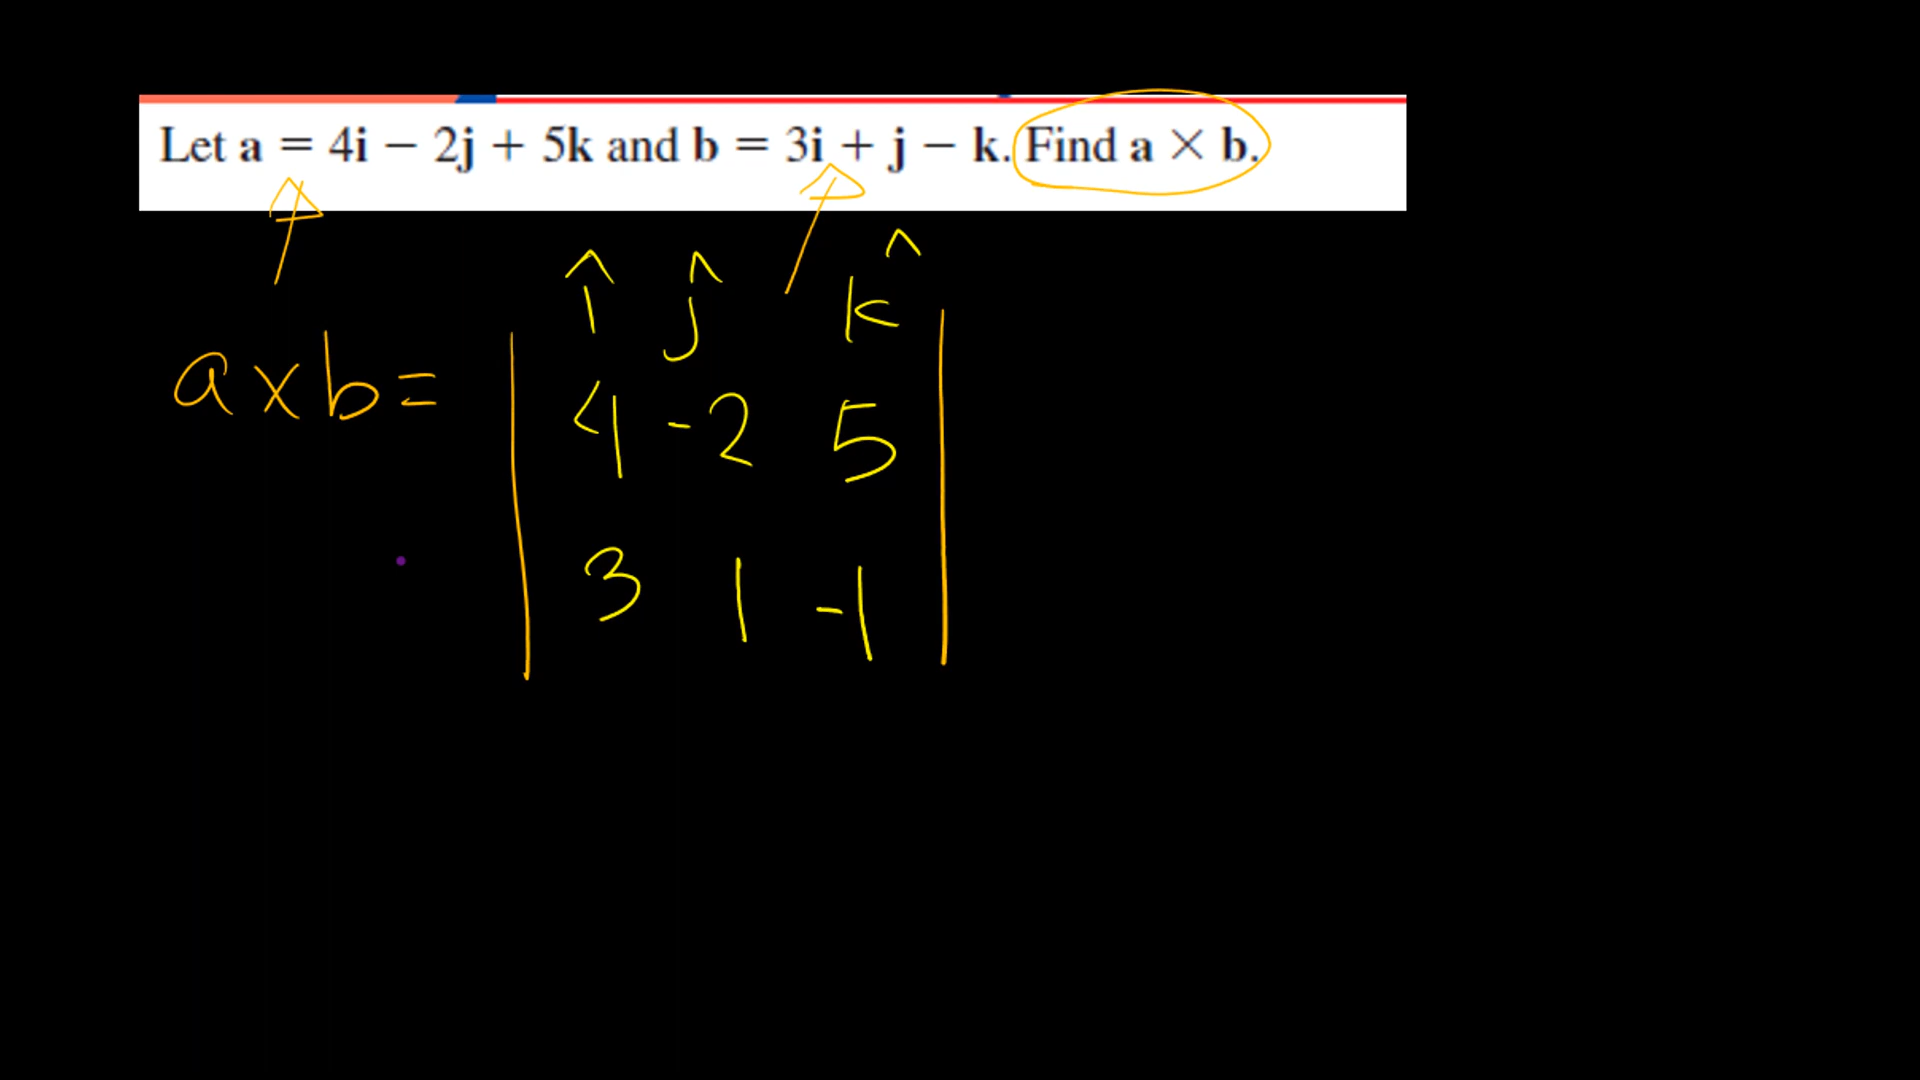 Let a = 4i − 2j + 5k and b = 3i + j − k. Find a × b.
î ĵ k̂
a×b=
4 -2 5
3 1 -1